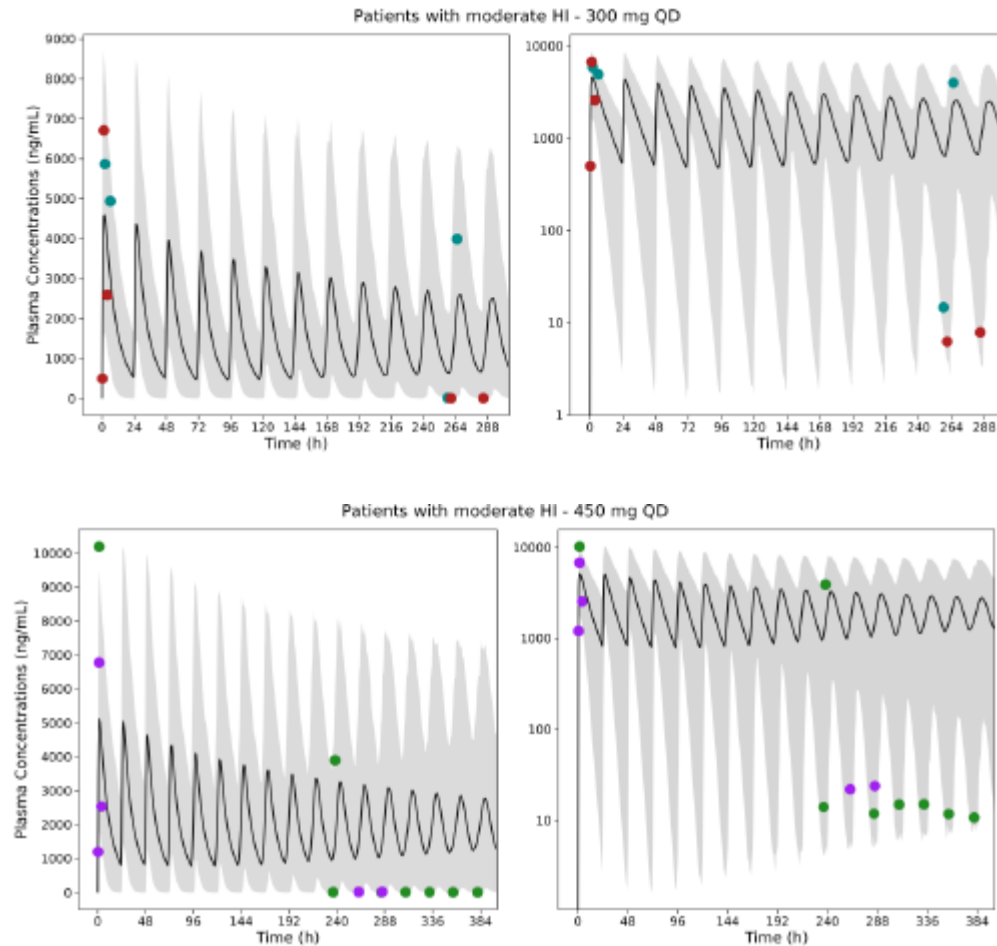 Patients with moderate HI - 300 mg QD
Plasma Concentrations (ng/mL)
9000
8000
7000
6000
5000
4000
3000
2000
1000
0
0 24 48 72 96 120 144 168 192 216 240 264 288
Time (h)
10000
1000
100
10
1
0 24 48 72 96 120 144 168 192 216 240 264 288
Time (h)
Patients with moderate HI - 450 mg QD
Plasma Concentrations (ng/mL)
10000
9000
8000
7000
6000
5000
4000
3000
2000
1000
0
0 48 96 144 192 240 288 336 384
Time (h)
10000
1000
100
10
0 48 96 144 192 240 288 336 384
Time (h)